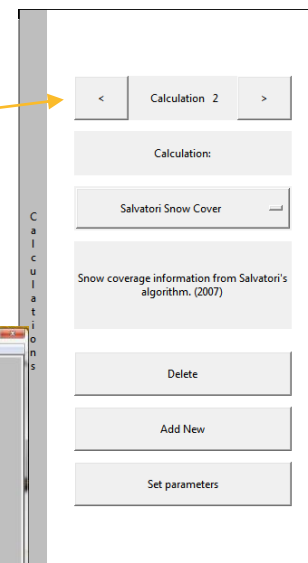 < Calculation 2 >
Calculation:
Salvatori Snow Cover
Snow coverage information from Salvatori's
algorithm. (2007)
Delete
Add New
Set parameters
Calculations